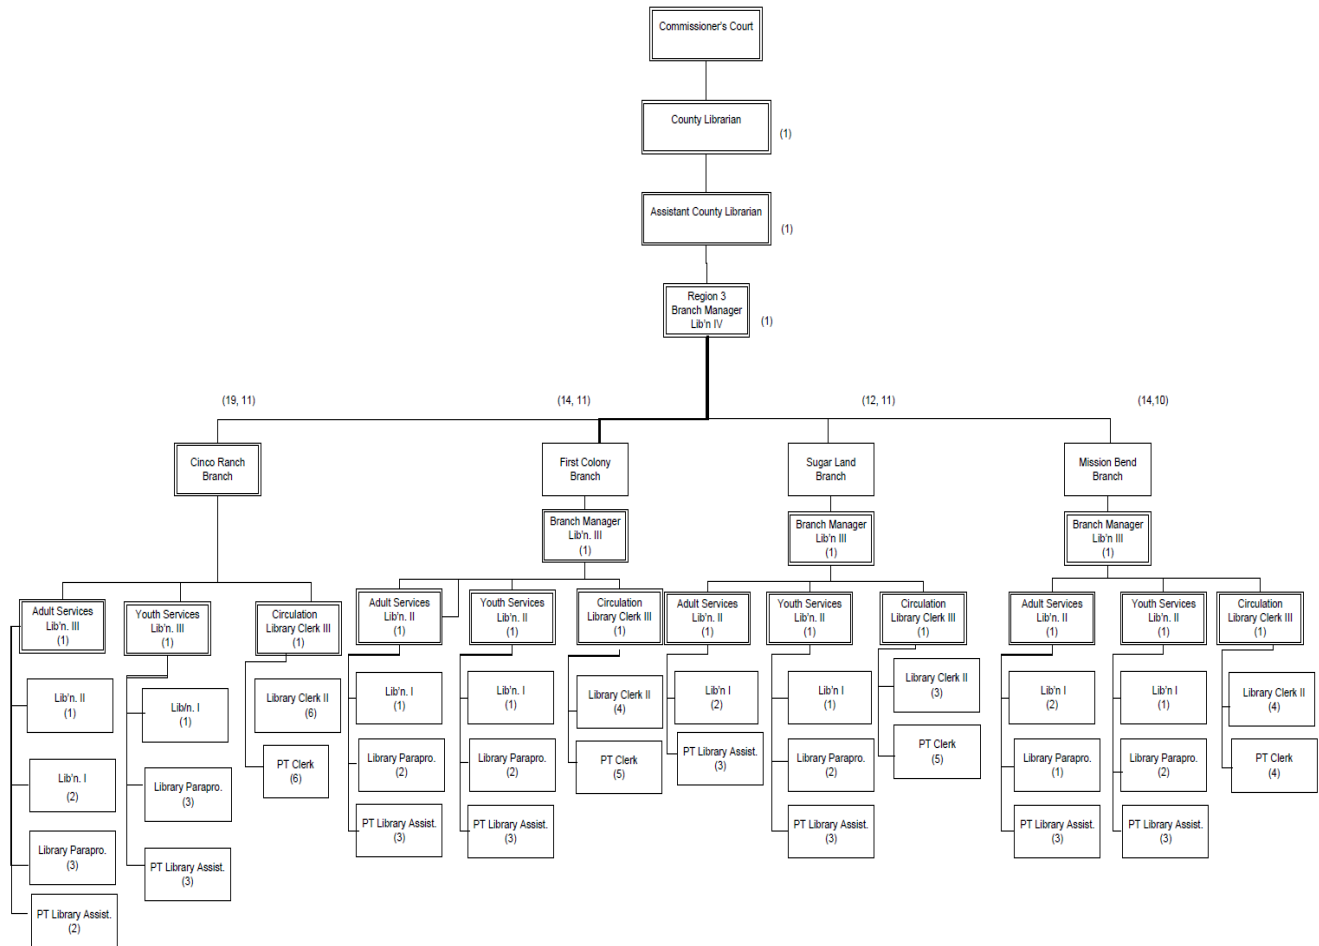 Commissioner's Court
County Librarian
(1)
Assistant County Librarian
(1)
Region 3
Branch Manager
Lib'n IV
(1)
(19, 11)
(14, 11)
(12, 11)
(14,10)
Cinco Ranch
Branch
First Colony
Branch
Sugar Land
Branch
Mission Bend
Branch
Branch Manager
Lib'n. III
(1)
Branch Manager
Lib'n III
(1)
Branch Manager
Lib'n III
(1)
Adult Services
Lib'n. III
(1)
Youth Services
Lib'n. III
(1)
Circulation
Library Clerk III
(1)
Adult Services
Lib'n. II
(1)
Youth Services
Lib'n. II
(1)
Circulation
Library Clerk III
(1)
Adult Services
Lib'n. II
(1)
Youth Services
Lib'n. II
(1)
Circulation
Library Clerk III
(1)
Adult Services
Lib'n. II
(1)
Youth Services
Lib'n. II
(1)
Circulation
Library Clerk III
(1)
Lib'n. II
(1)
Lib'n. I
(2)
Library Parapro.
(3)
PT Library Assist.
(2)
Lib/n. I
(1)
Library Parapro.
(3)
PT Library Assist.
(3)
Library Clerk II
(6)
PT Clerk
(6)
Lib'n. I
(1)
Library Parapro.
(2)
PT Library Assist.
(3)
Lib'n. I
(1)
Library Parapro.
(2)
PT Library Assist.
(3)
Library Clerk II
(4)
PT Clerk
(5)
Lib'n I
(2)
PT Library Assist.
(3)
Lib'n I
(1)
Library Parapro.
(2)
PT Library Assist.
(3)
Library Clerk II
(3)
PT Clerk
(5)
Lib'n I
(2)
Library Parapro.
(1)
PT Library Assist.
(3)
Lib'n I
(1)
Library Parapro.
(2)
PT Library Assist.
(3)
Library Clerk II
(4)
PT Clerk
(4)